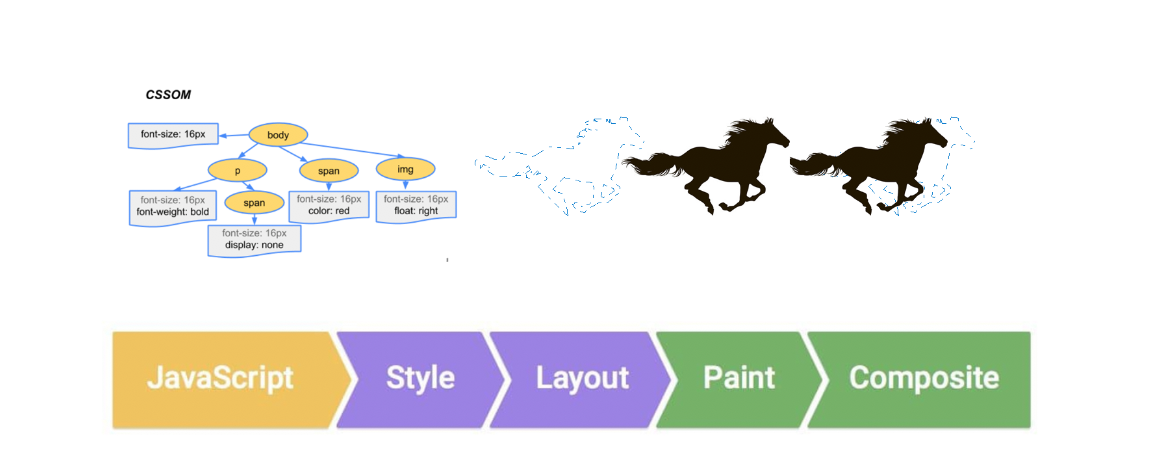 CSSOM
font-size: 16px
body
p
span
img
font-size: 16px
font-weight: bold
span
font-size: 16px
color: red
font-size: 16px
float: right
font-size: 16px
display: none
JavaScript
Style
Layout
Paint
Composite